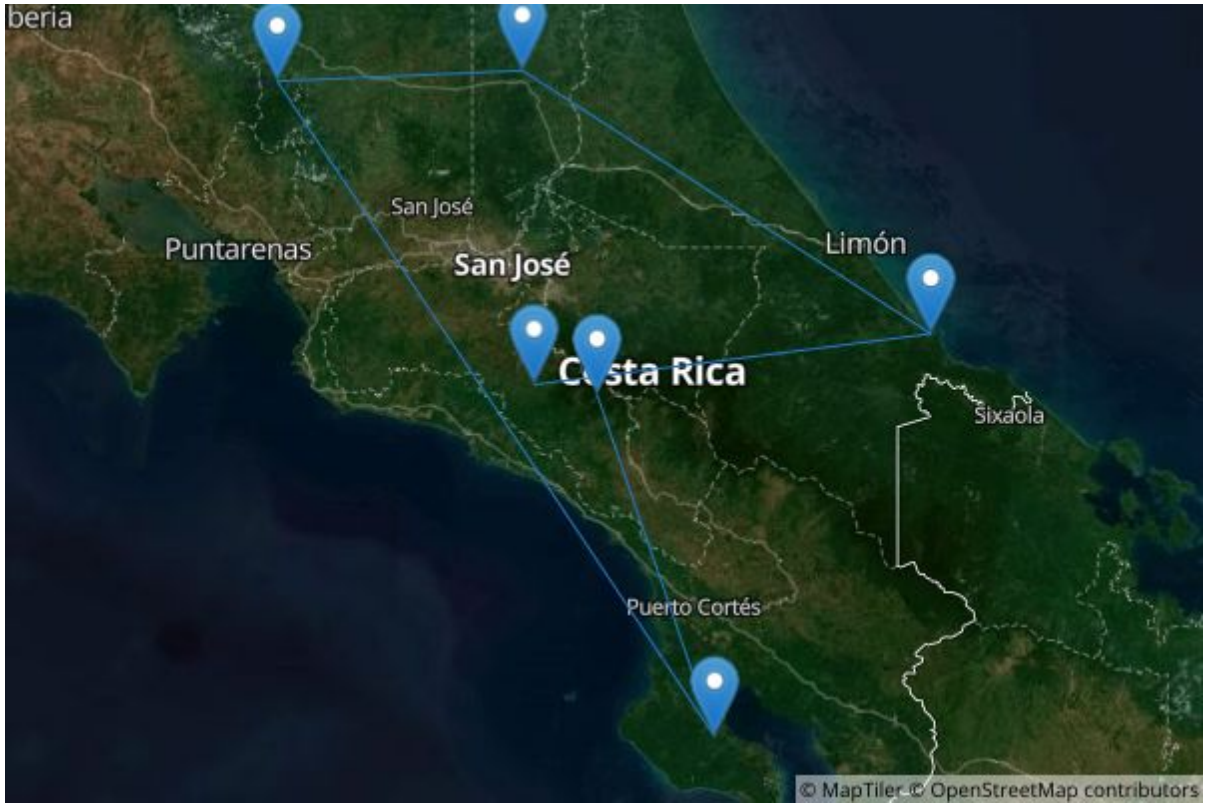 beria
San José
Puntarenas
San José
Limón
Costa Rica
Sixaola
Puerto Cortés
© MapTiler © OpenStreetMap contributors